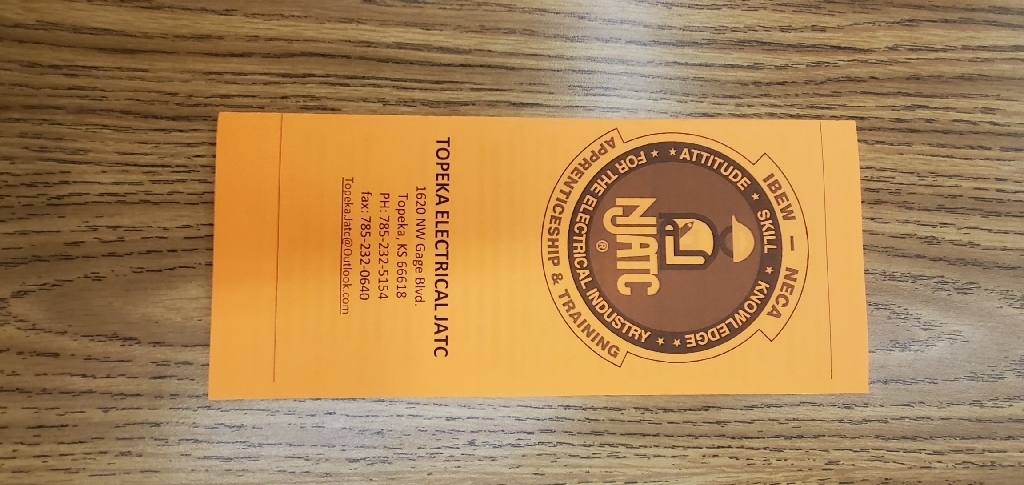 IBEW – NECA
ATTITUDE ★ SKILL ★ KNOWLEDGE
NJATC®
★ ★ FOR THE ELECTRICAL INDUSTRY ★ ★
APPRENTICESHIP & TRAINING
TOPEKA ELECTRICAL JATC
1620 NW Gage Blvd.
Topeka, KS 66618
PH: 785-232-5154
fax: 785-232-0640
Topeka.Jatc@Outlook.com